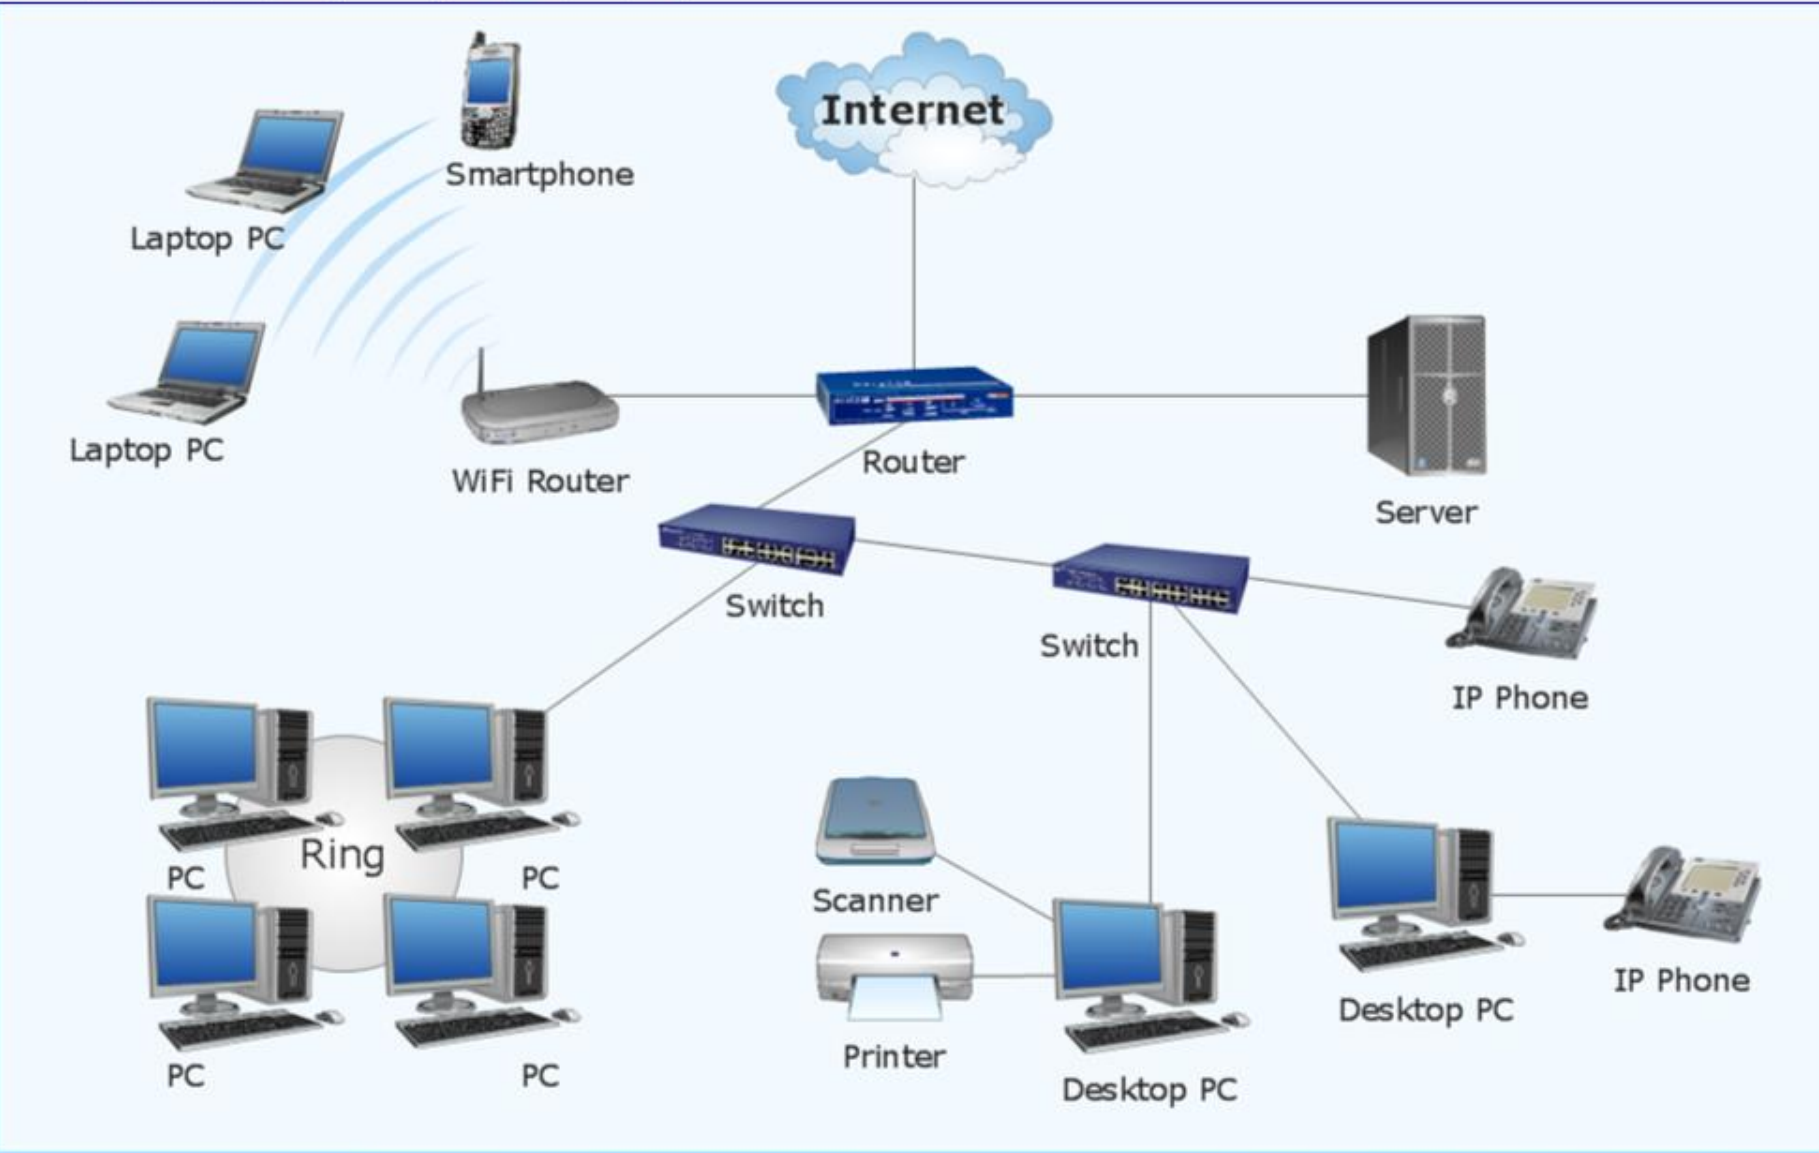 Internet
Smartphone
Laptop PC
Laptop PC
WiFi Router
Router
Server
Switch
Switch
IP Phone
Ring
PC
PC
PC
PC
Scanner
Printer
Desktop PC
Desktop PC
IP Phone